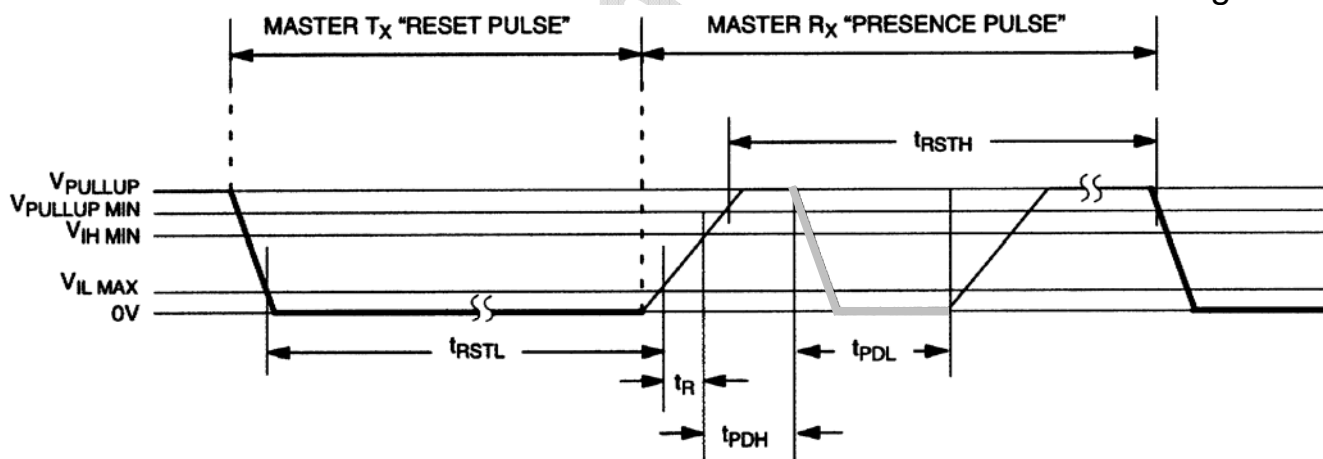 MASTER TX “RESET PULSE”
MASTER RX “PRESENCE PULSE”
tRSTH
VPULLUP
VPULLUP MIN
VIH MIN
VIL MAX
0V
tRSTL
tPDL
tR
tPDH